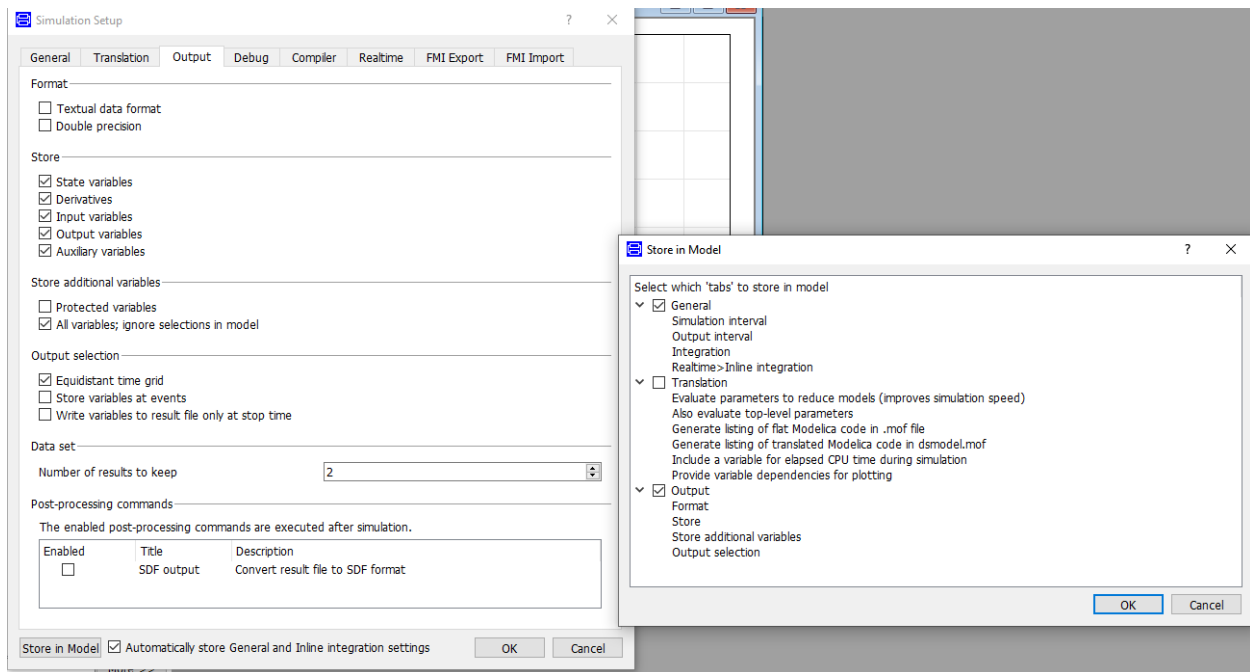 Simulation Setup
?
General Translation Output Debug Compiler Realtime FMI Export FMI Import
Format
Textual data format
Double precision
Store
State variables
Derivatives
Input variables
Output variables
Auxiliary variables
Store additional variables
Protected variables
All variables; ignore selections in model
Output selection
Equidistant time grid
Store variables at events
Write variables to result file only at stop time
Data set
Number of results to keep 2
Post-processing commands
The enabled post-processing commands are executed after simulation.
Enabled Title Description
SDF output Convert result file to SDF format
Store in Model Automatically store General and Inline integration settings OK Cancel
Store in Model
?
Select which 'tabs' to store in model
General
Simulation interval
Output interval
Integration
Realtime>Inline integration
Translation
Evaluate parameters to reduce models (improves simulation speed)
Also evaluate top-level parameters
Generate listing of flat Modelica code in .mof file
Generate listing of translated Modelica code in dsmodel.mof
Include a variable for elapsed CPU time during simulation
Provide variable dependencies for plotting
Output
Format
Store
Store additional variables
Output selection
OK Cancel